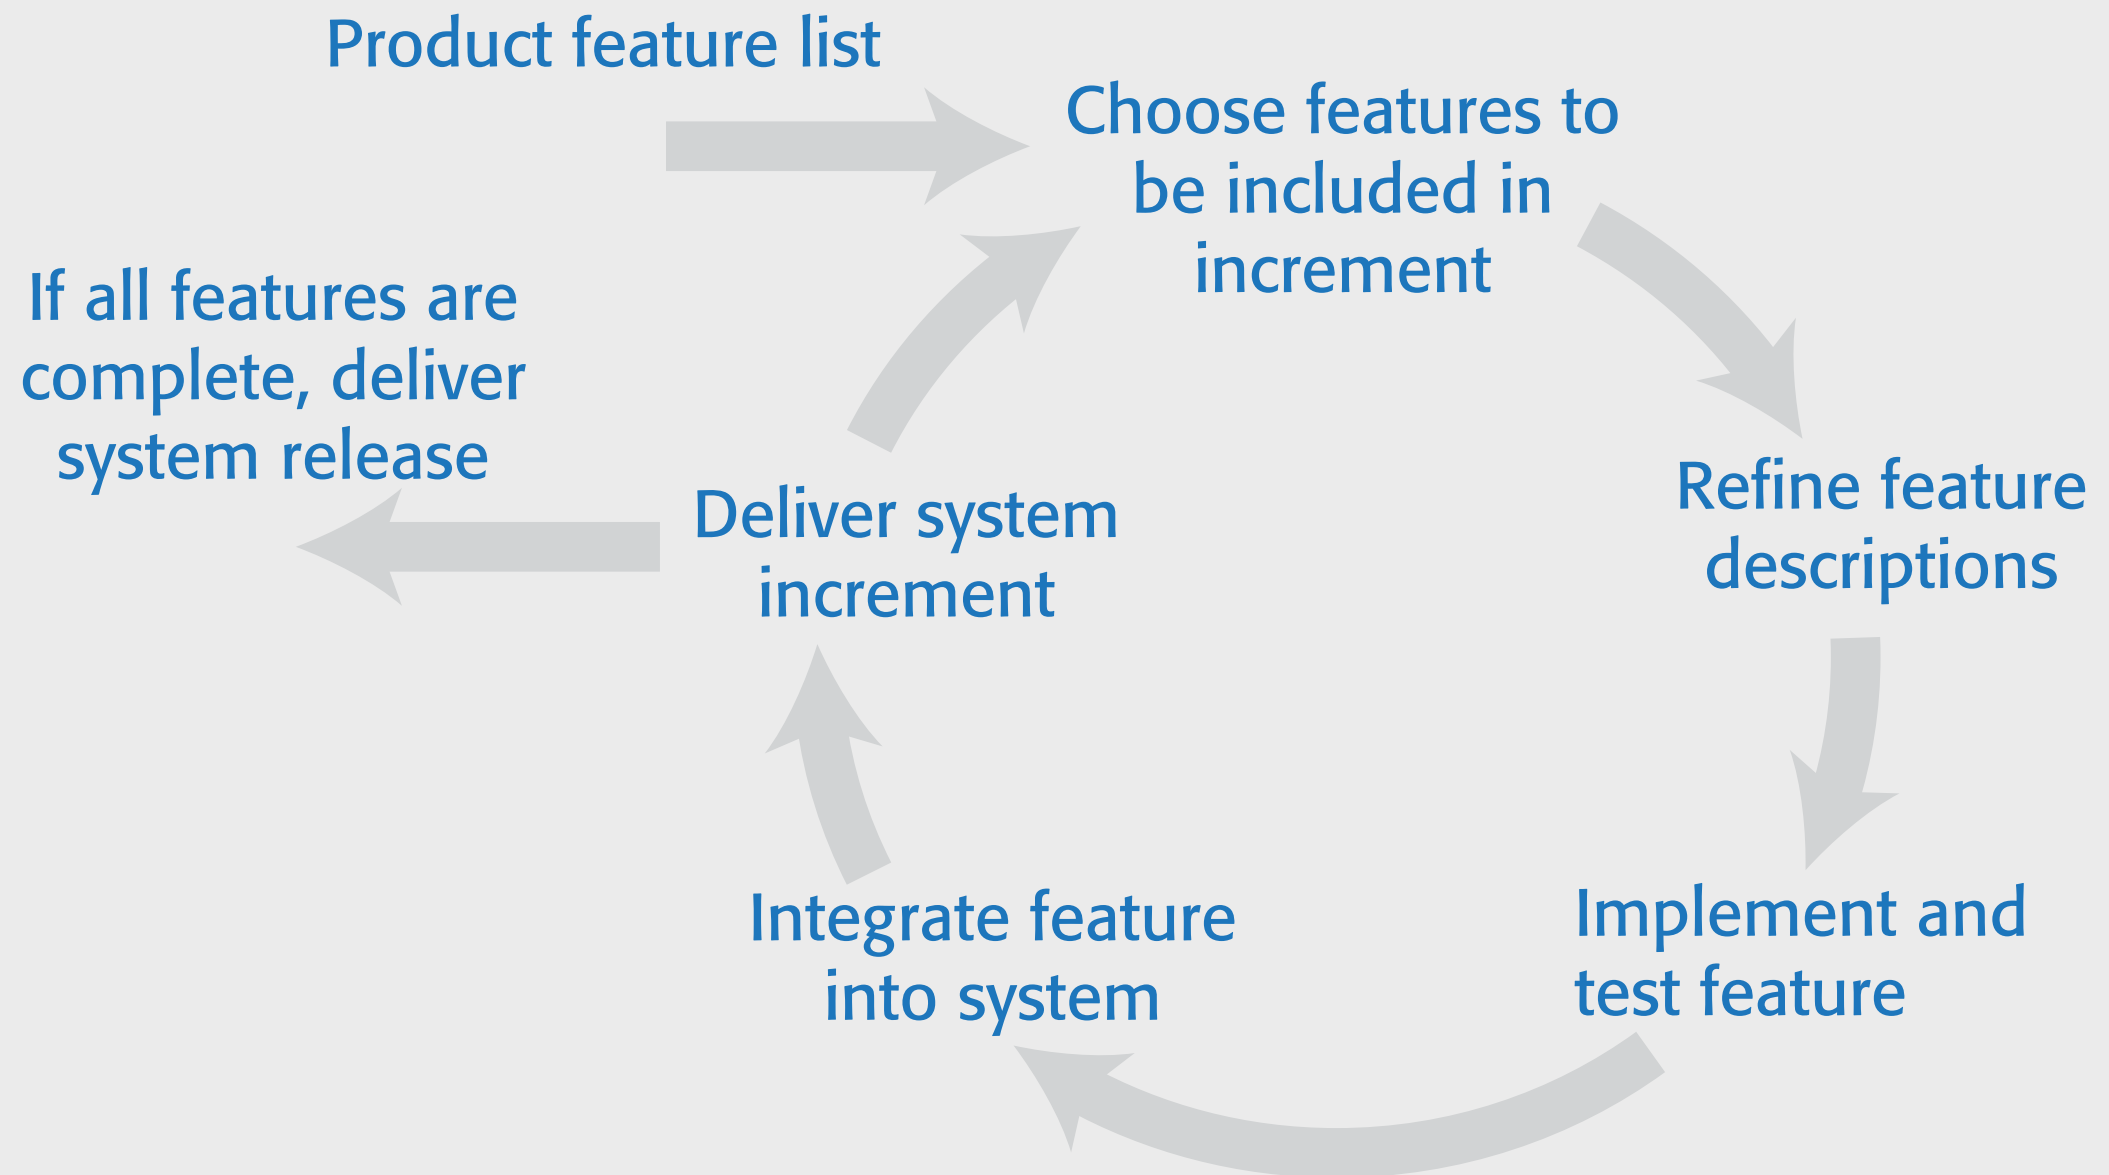 Product feature list
Choose features to
be included in
increment
Refine feature
descriptions
Implement and
test feature
Integrate feature
into system
Deliver system
increment
If all features are
complete, deliver
system release